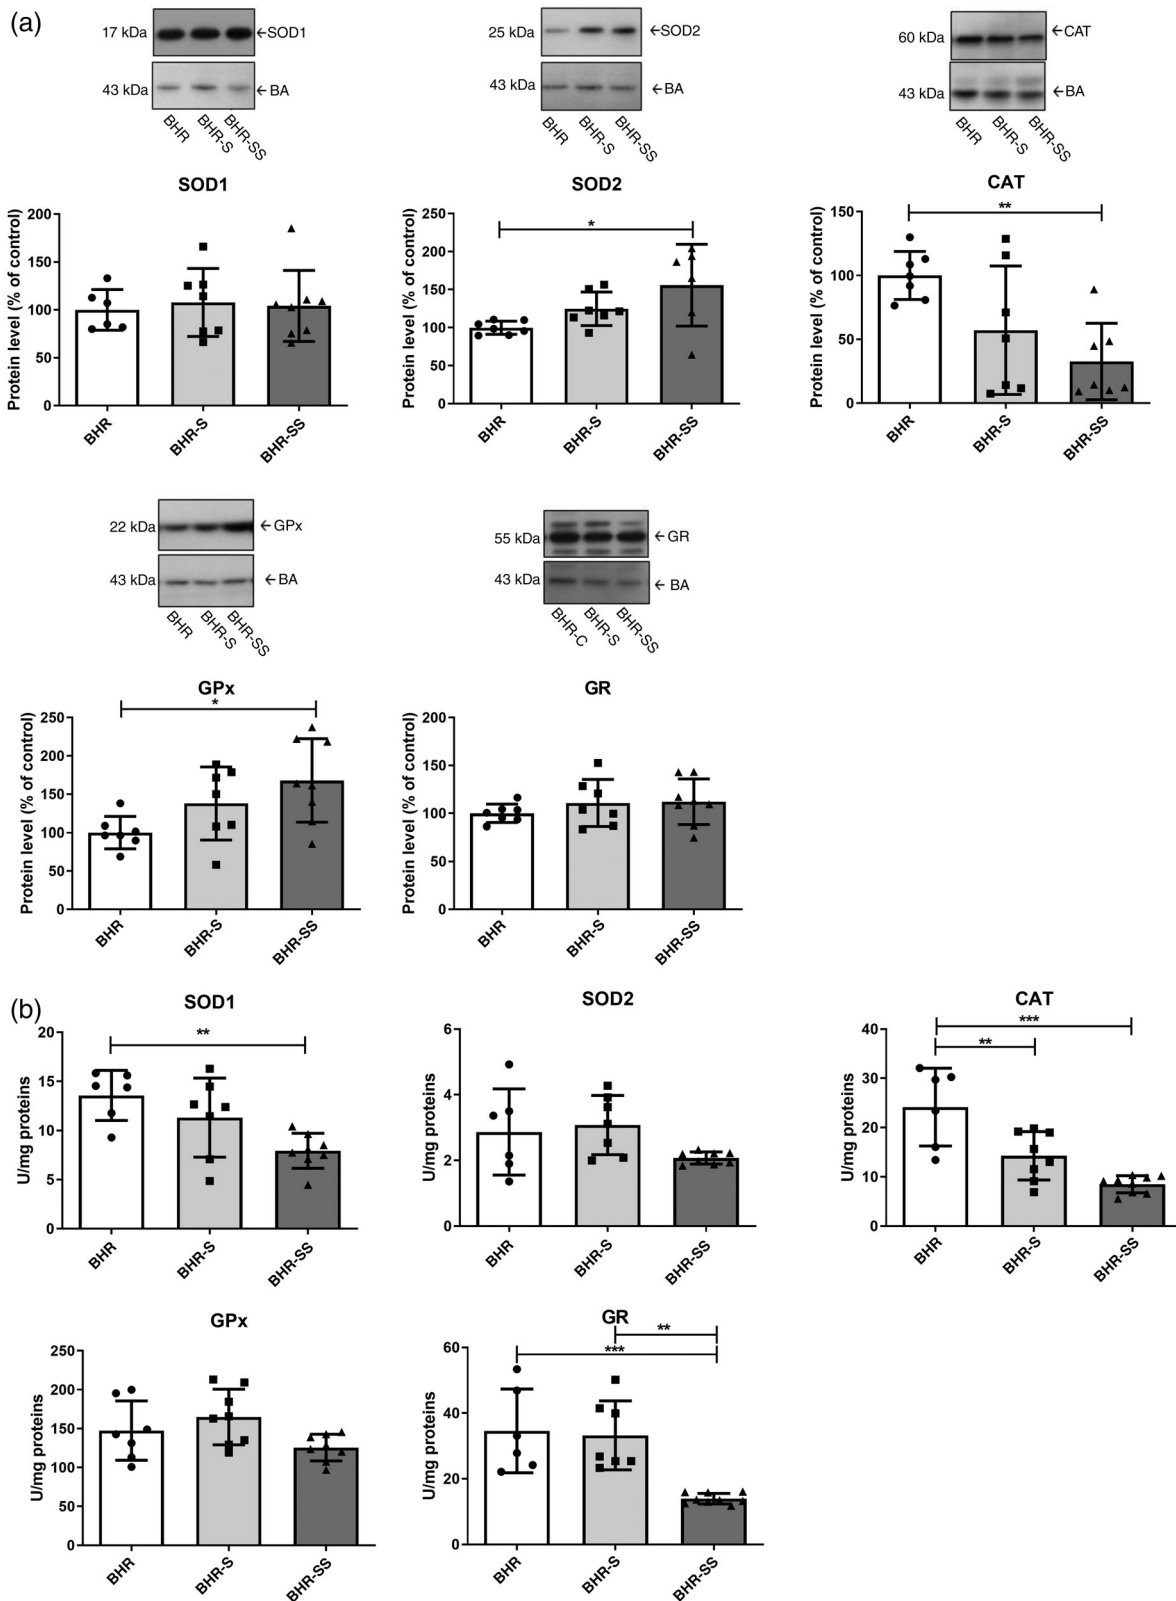 (a)
17 kDa
←SOD1
43 kDa
←BA
BHR
BHR-S
BHR-SS
25 kDa
←SOD2
43 kDa
←BA
BHR
BHR-S
BHR-SS
60 kDa
←CAT
43 kDa
←BA
BHR
BHR-S
BHR-SS
SOD1
Protein level (% of control)
200
150
100
50
0
BHR
BHR-S
BHR-SS
SOD2
Protein level (% of control)
250
200
150
100
50
0
*
BHR
BHR-S
BHR-SS
CAT
Protein level (% of control)
150
100
50
0
**
BHR
BHR-S
BHR-SS
22 kDa
←GPx
43 kDa
←BA
BHR
BHR-S
BHR-SS
55 kDa
←GR
43 kDa
←BA
BHR-C
BHR-S
BHR-SS
GPx
Protein level (% of control)
250
200
150
100
50
0
*
BHR
BHR-S
BHR-SS
GR
Protein level (% of control)
200
150
100
50
0
BHR
BHR-S
BHR-SS
(b)
SOD1
U/mg proteins
20
15
10
5
0
**
BHR
BHR-S
BHR-SS
SOD2
U/mg proteins
6
4
2
0
BHR
BHR-S
BHR-SS
CAT
U/mg proteins
40
30
20
10
0
***
**
BHR
BHR-S
BHR-SS
GPx
U/mg proteins
250
200
150
100
50
0
BHR
BHR-S
BHR-SS
GR
U/mg proteins
60
40
20
0
**
***
BHR
BHR-S
BHR-SS